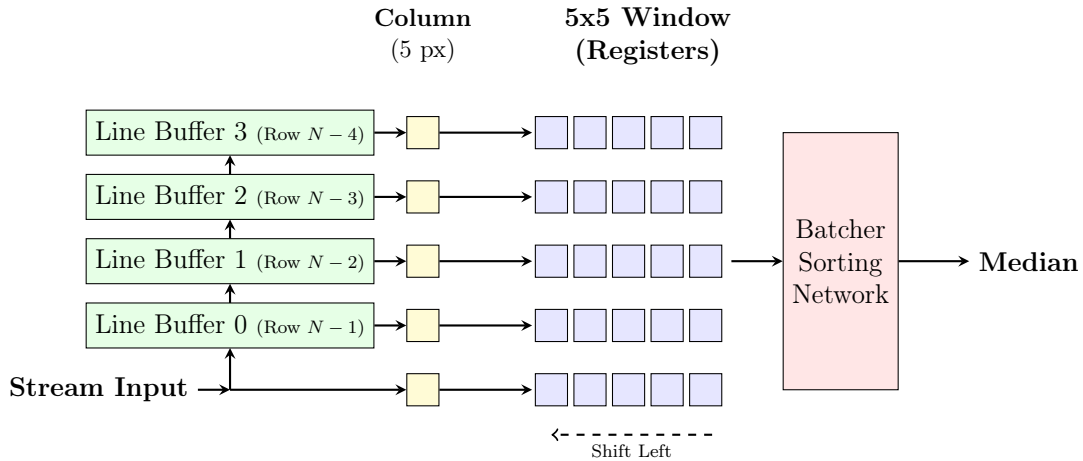 Column
(5 px)
5x5 Window
(Registers)
Line Buffer 3 (Row N − 4)
Line Buffer 2 (Row N − 3)
Line Buffer 1 (Row N − 2)
Line Buffer 0 (Row N − 1)
Stream Input
Batcher
Sorting
Network
Median
Shift Left